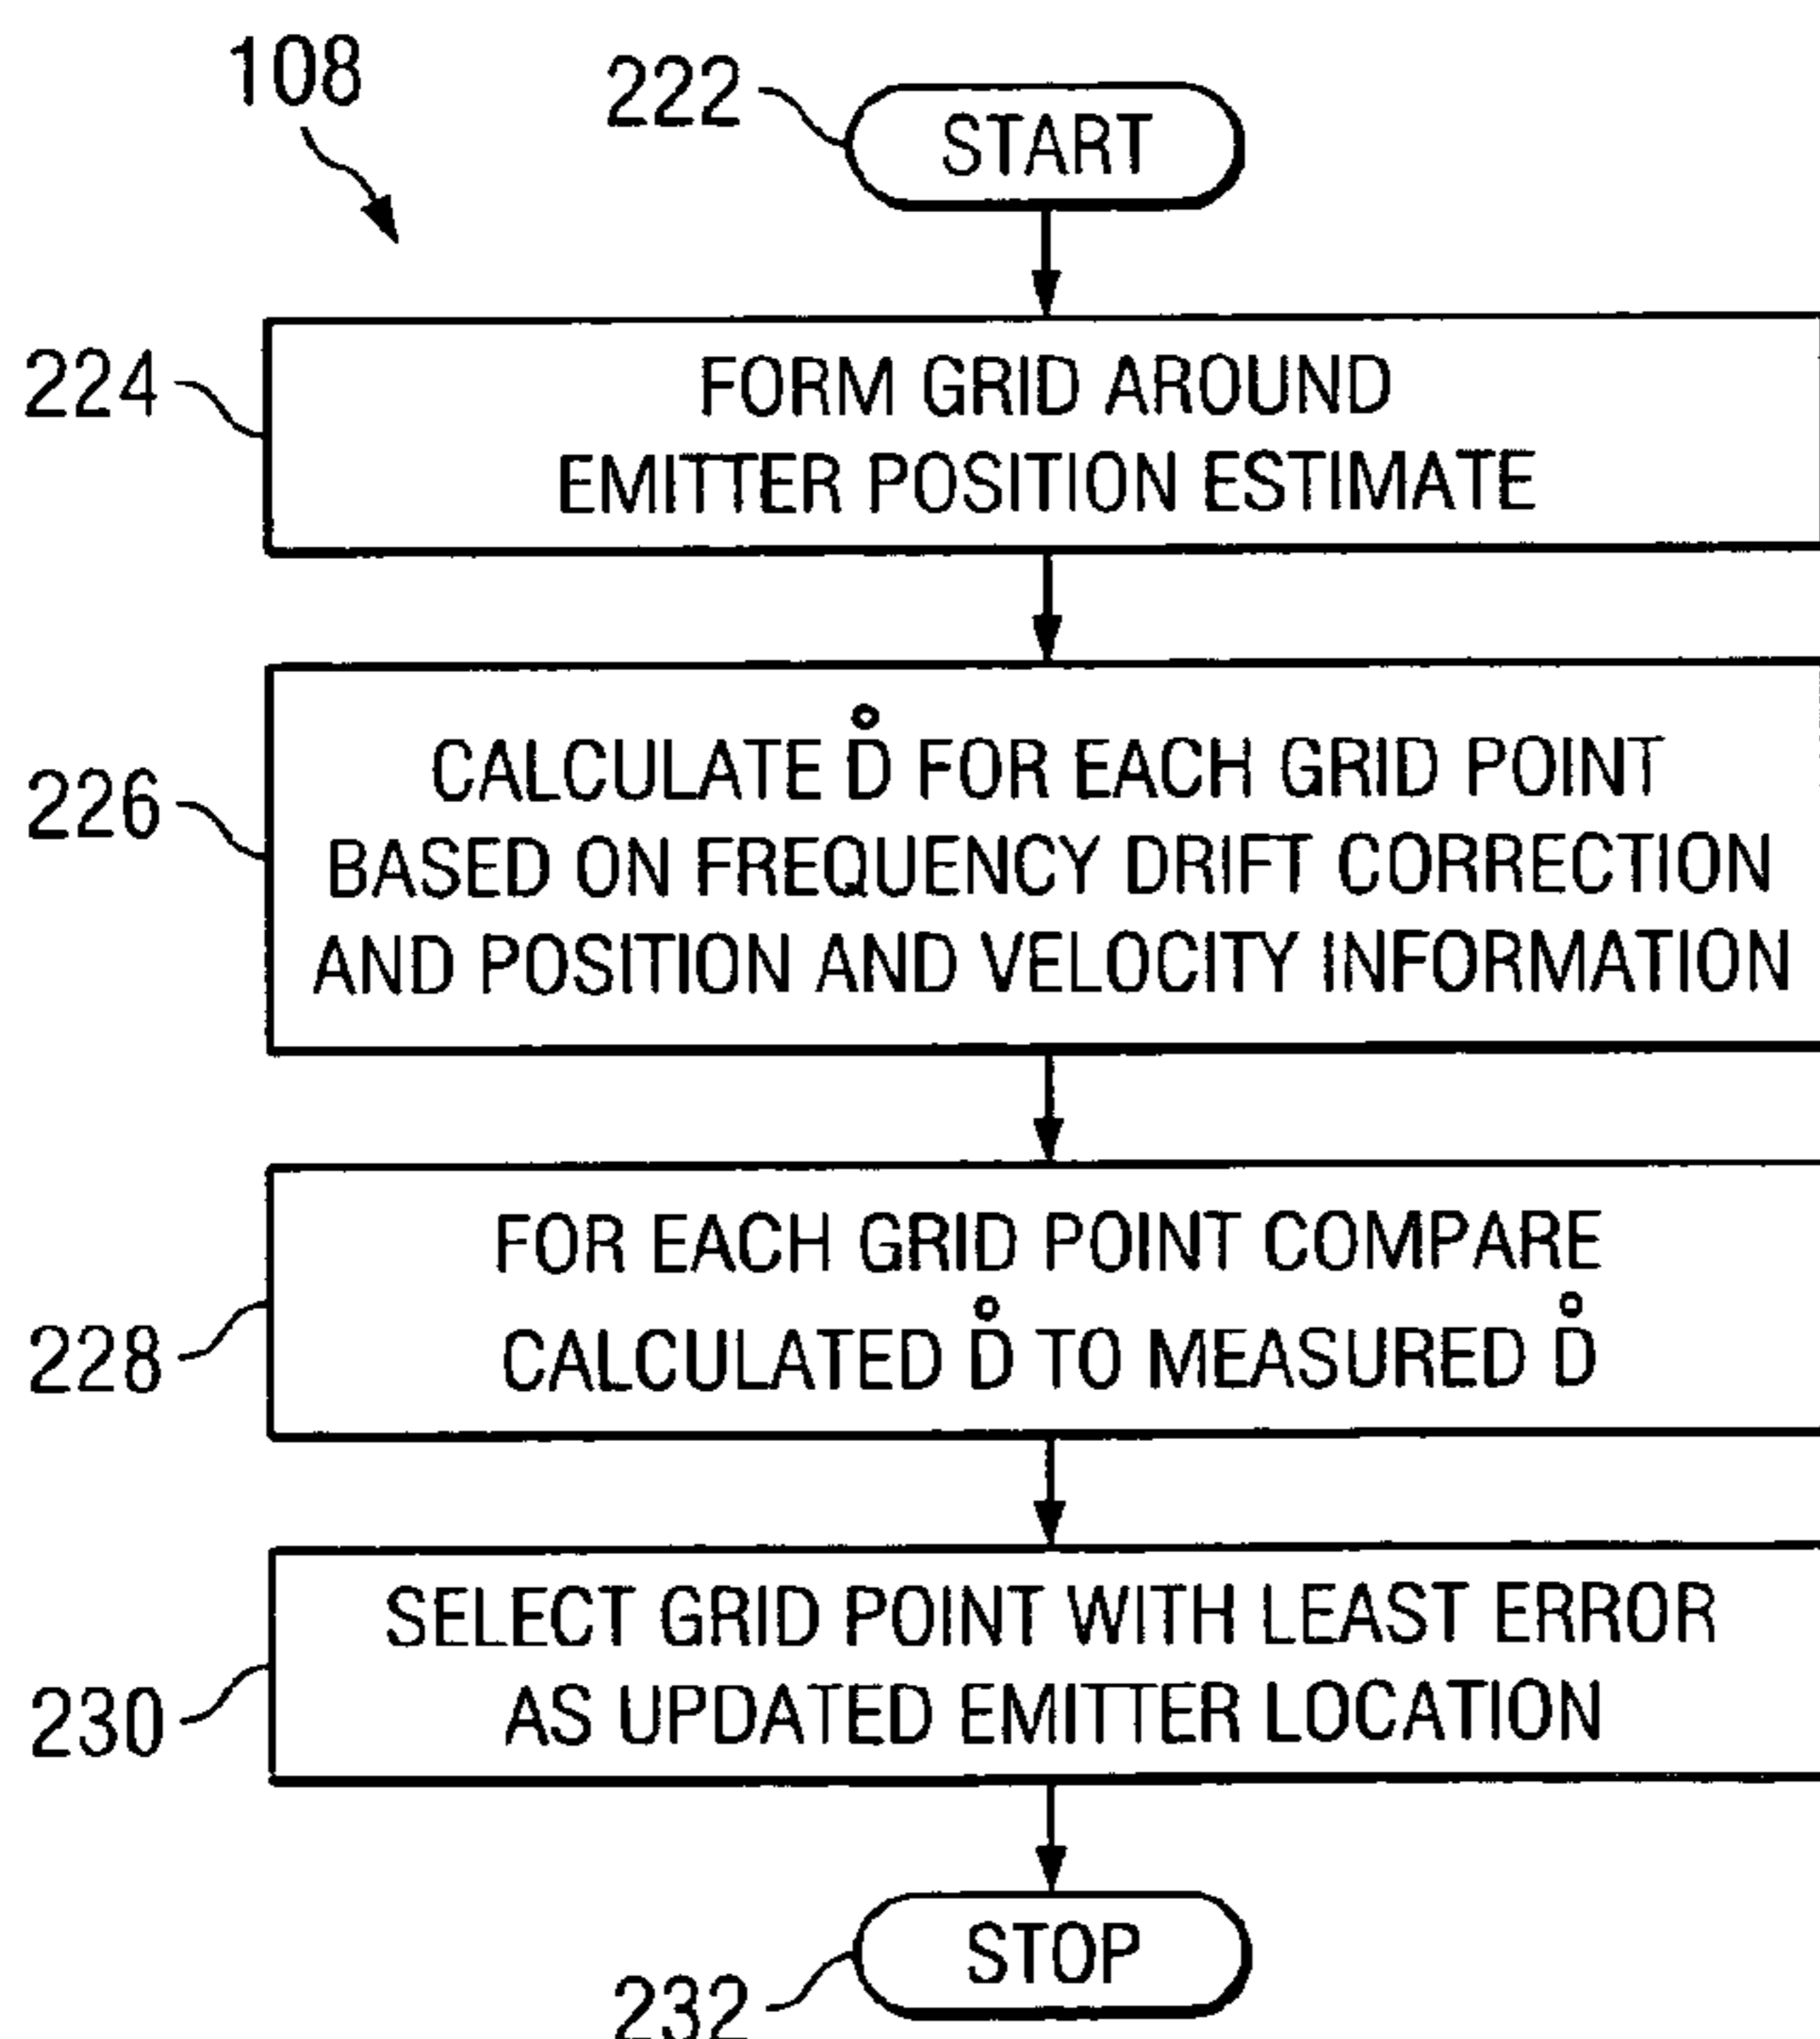 108
222
START
224
FORM GRID AROUND
EMITTER POSITION ESTIMATE
226
CALCULATE D̊ FOR EACH GRID POINT
BASED ON FREQUENCY DRIFT CORRECTION
AND POSITION AND VELOCITY INFORMATION
228
FOR EACH GRID POINT COMPARE
CALCULATED D̊ TO MEASURED D̊
230
SELECT GRID POINT WITH LEAST ERROR
AS UPDATED EMITTER LOCATION
232
STOP